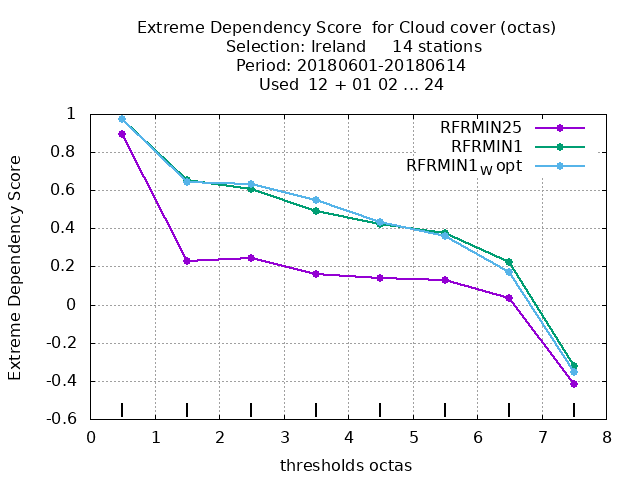 Extreme Dependency Score for Cloud cover (octas)
Selection: Ireland 14 stations
Period: 20180601-20180614
Used 12 + 01 02 ... 24
RFRMIN25
RFRMIN1
RFRMIN1W opt
Extreme Dependency Score
1
0.8
0.6
0.4
0.2
0
-0.2
-0.4
-0.6
0 1 2 3 4 5 6 7 8
thresholds octas